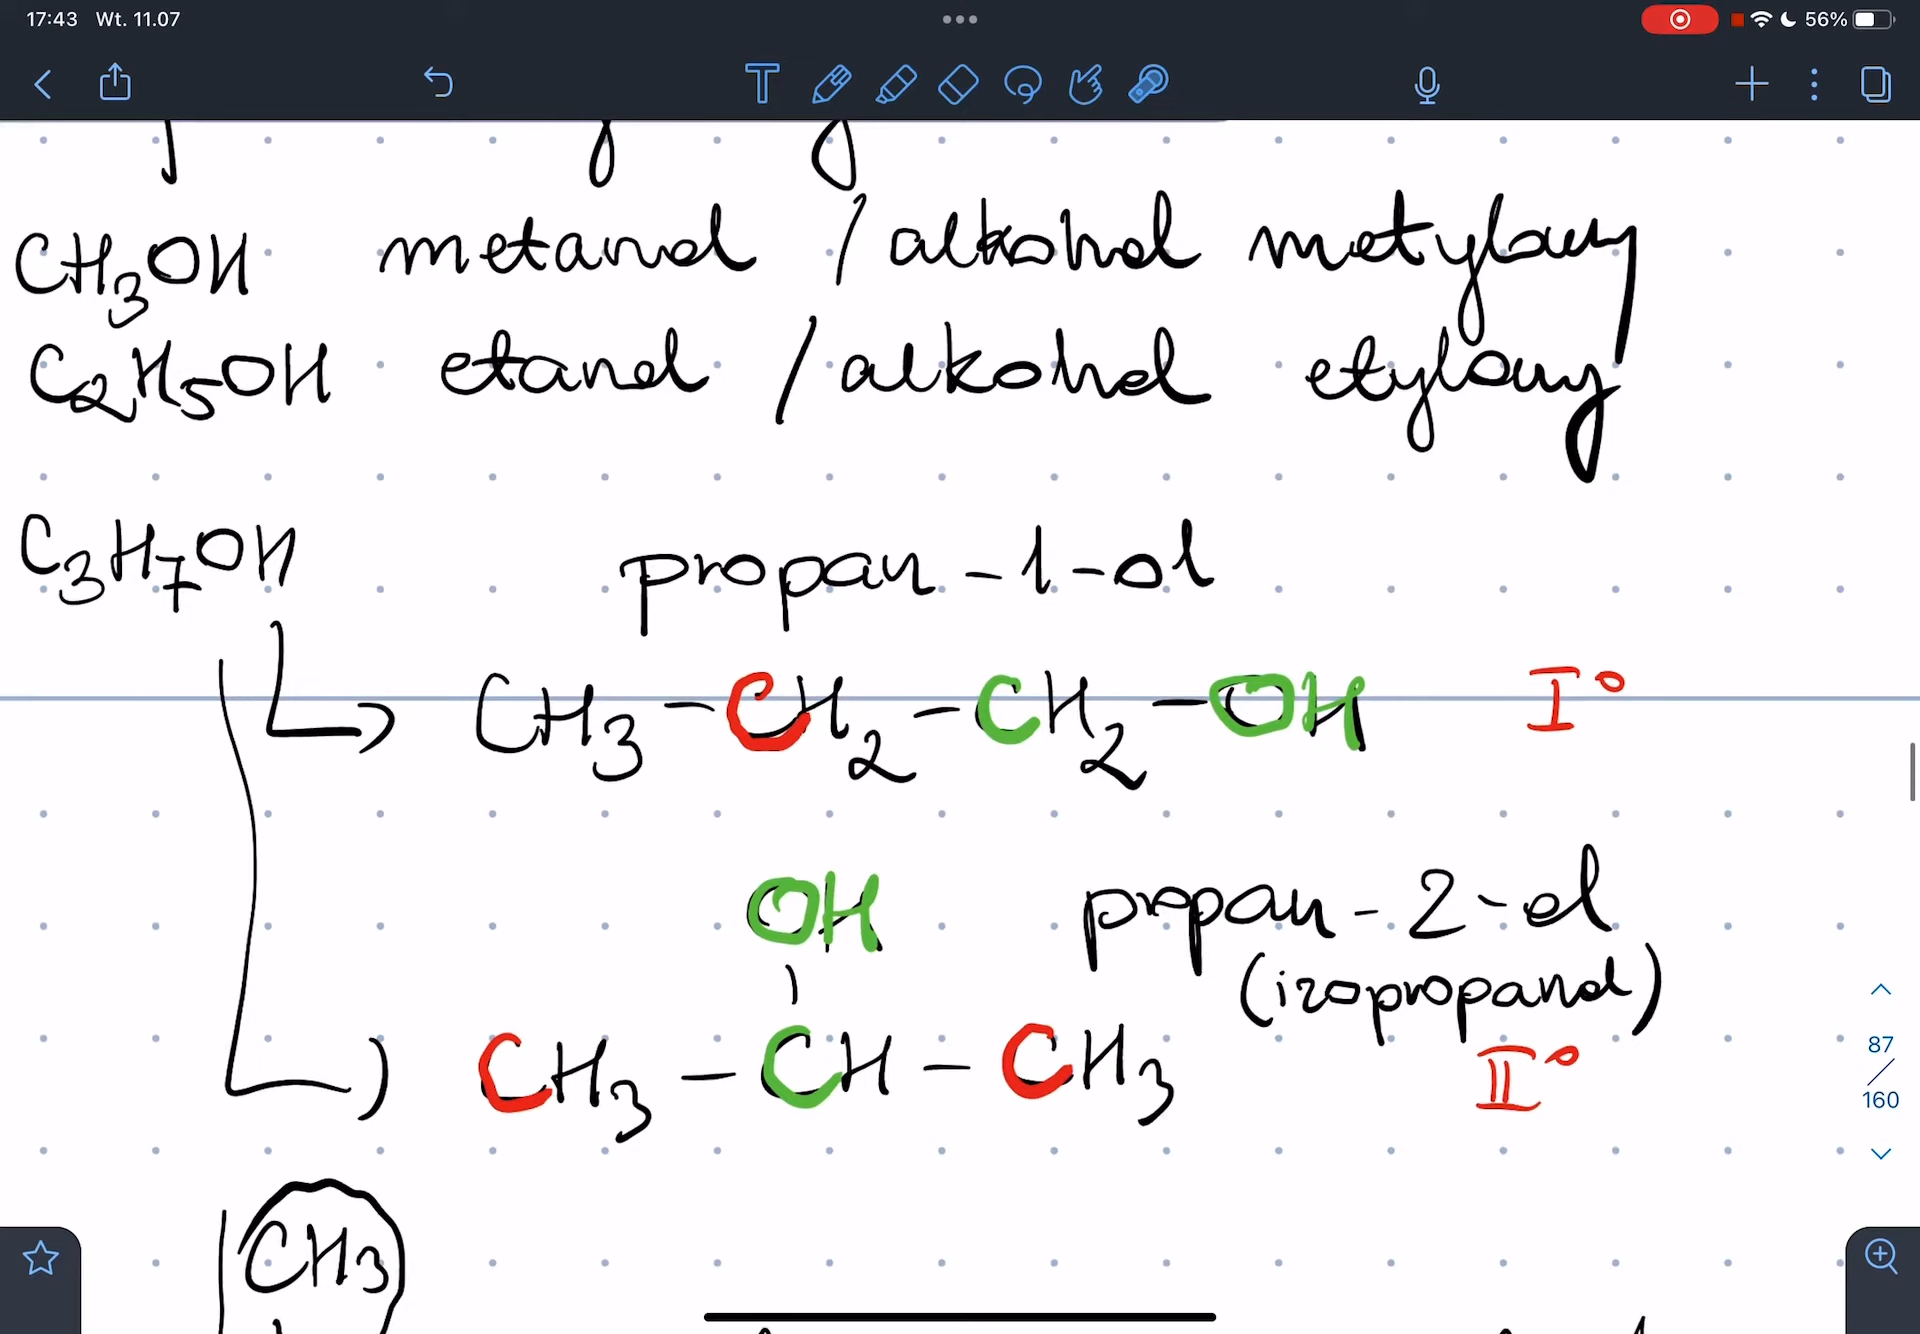 17:43 Wt. 11.07
56%
CH3OH metanol / alkohol metylowy
C2H5OH etanol / alkohol etylowy
C3H7OH propan-1-ol
CH3-CH2-CH2-OH I°
OH
propan-2-ol
(izopropanol)
CH3-CH-CH3 II°
87
/
160
CH3